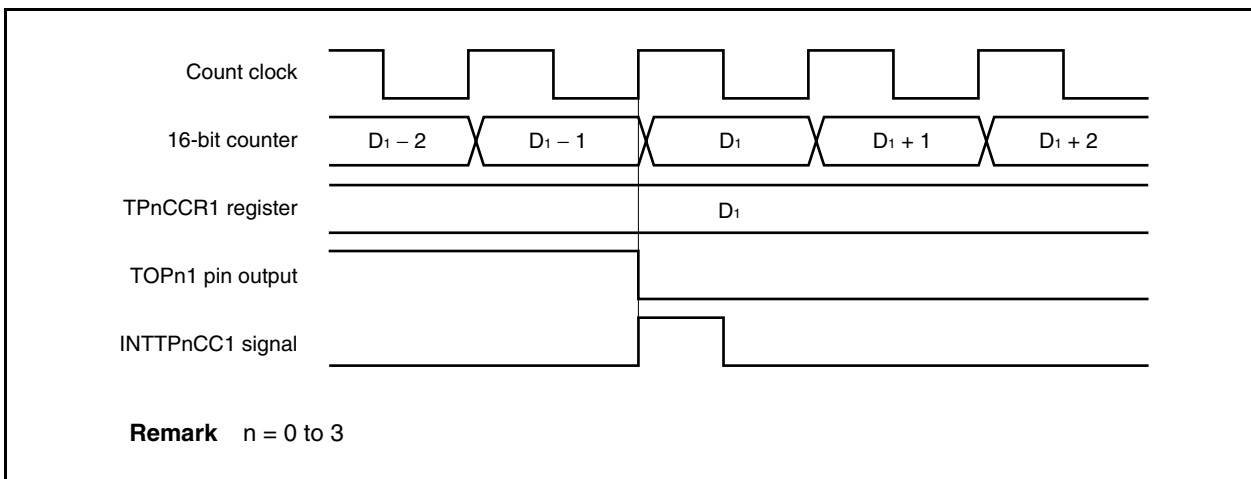 Count clock
16-bit counter D₁ − 2 D₁ − 1 D₁ D₁ + 1 D₁ + 2
TPnCCR1 register D₁
TOPn1 pin output
INTTPnCC1 signal
Remark n = 0 to 3